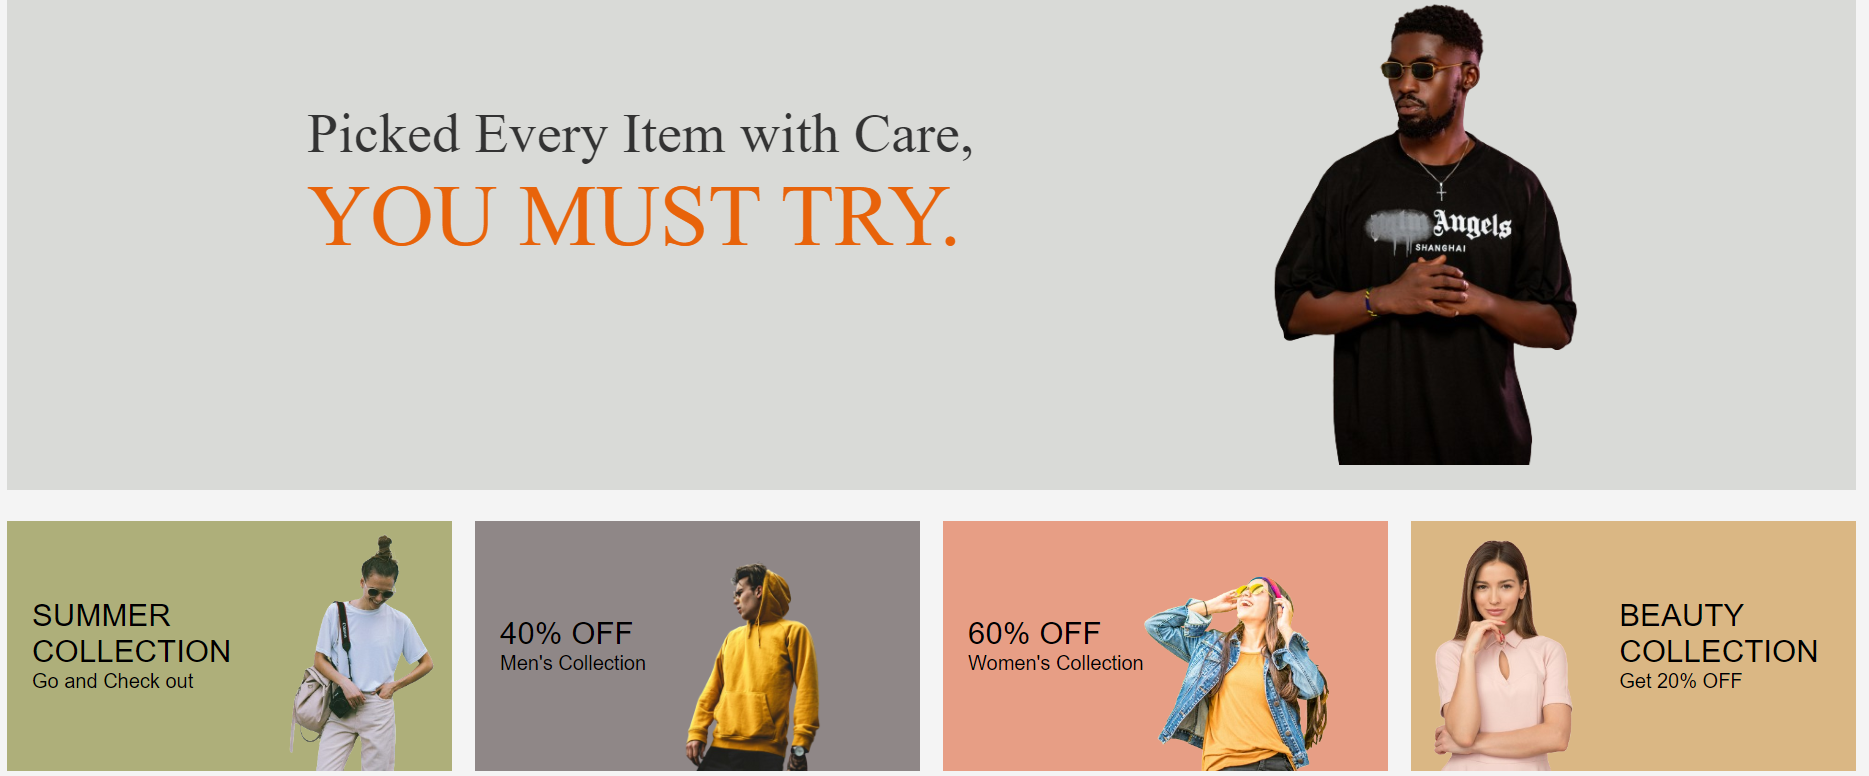 Picked Every Item with Care,
YOU MUST TRY.
Angels
SHANGHAI
SUMMER
COLLECTION
Go and Check out
40% OFF
Men's Collection
60% OFF
Women's Collection
BEAUTY
COLLECTION
Get 20% OFF